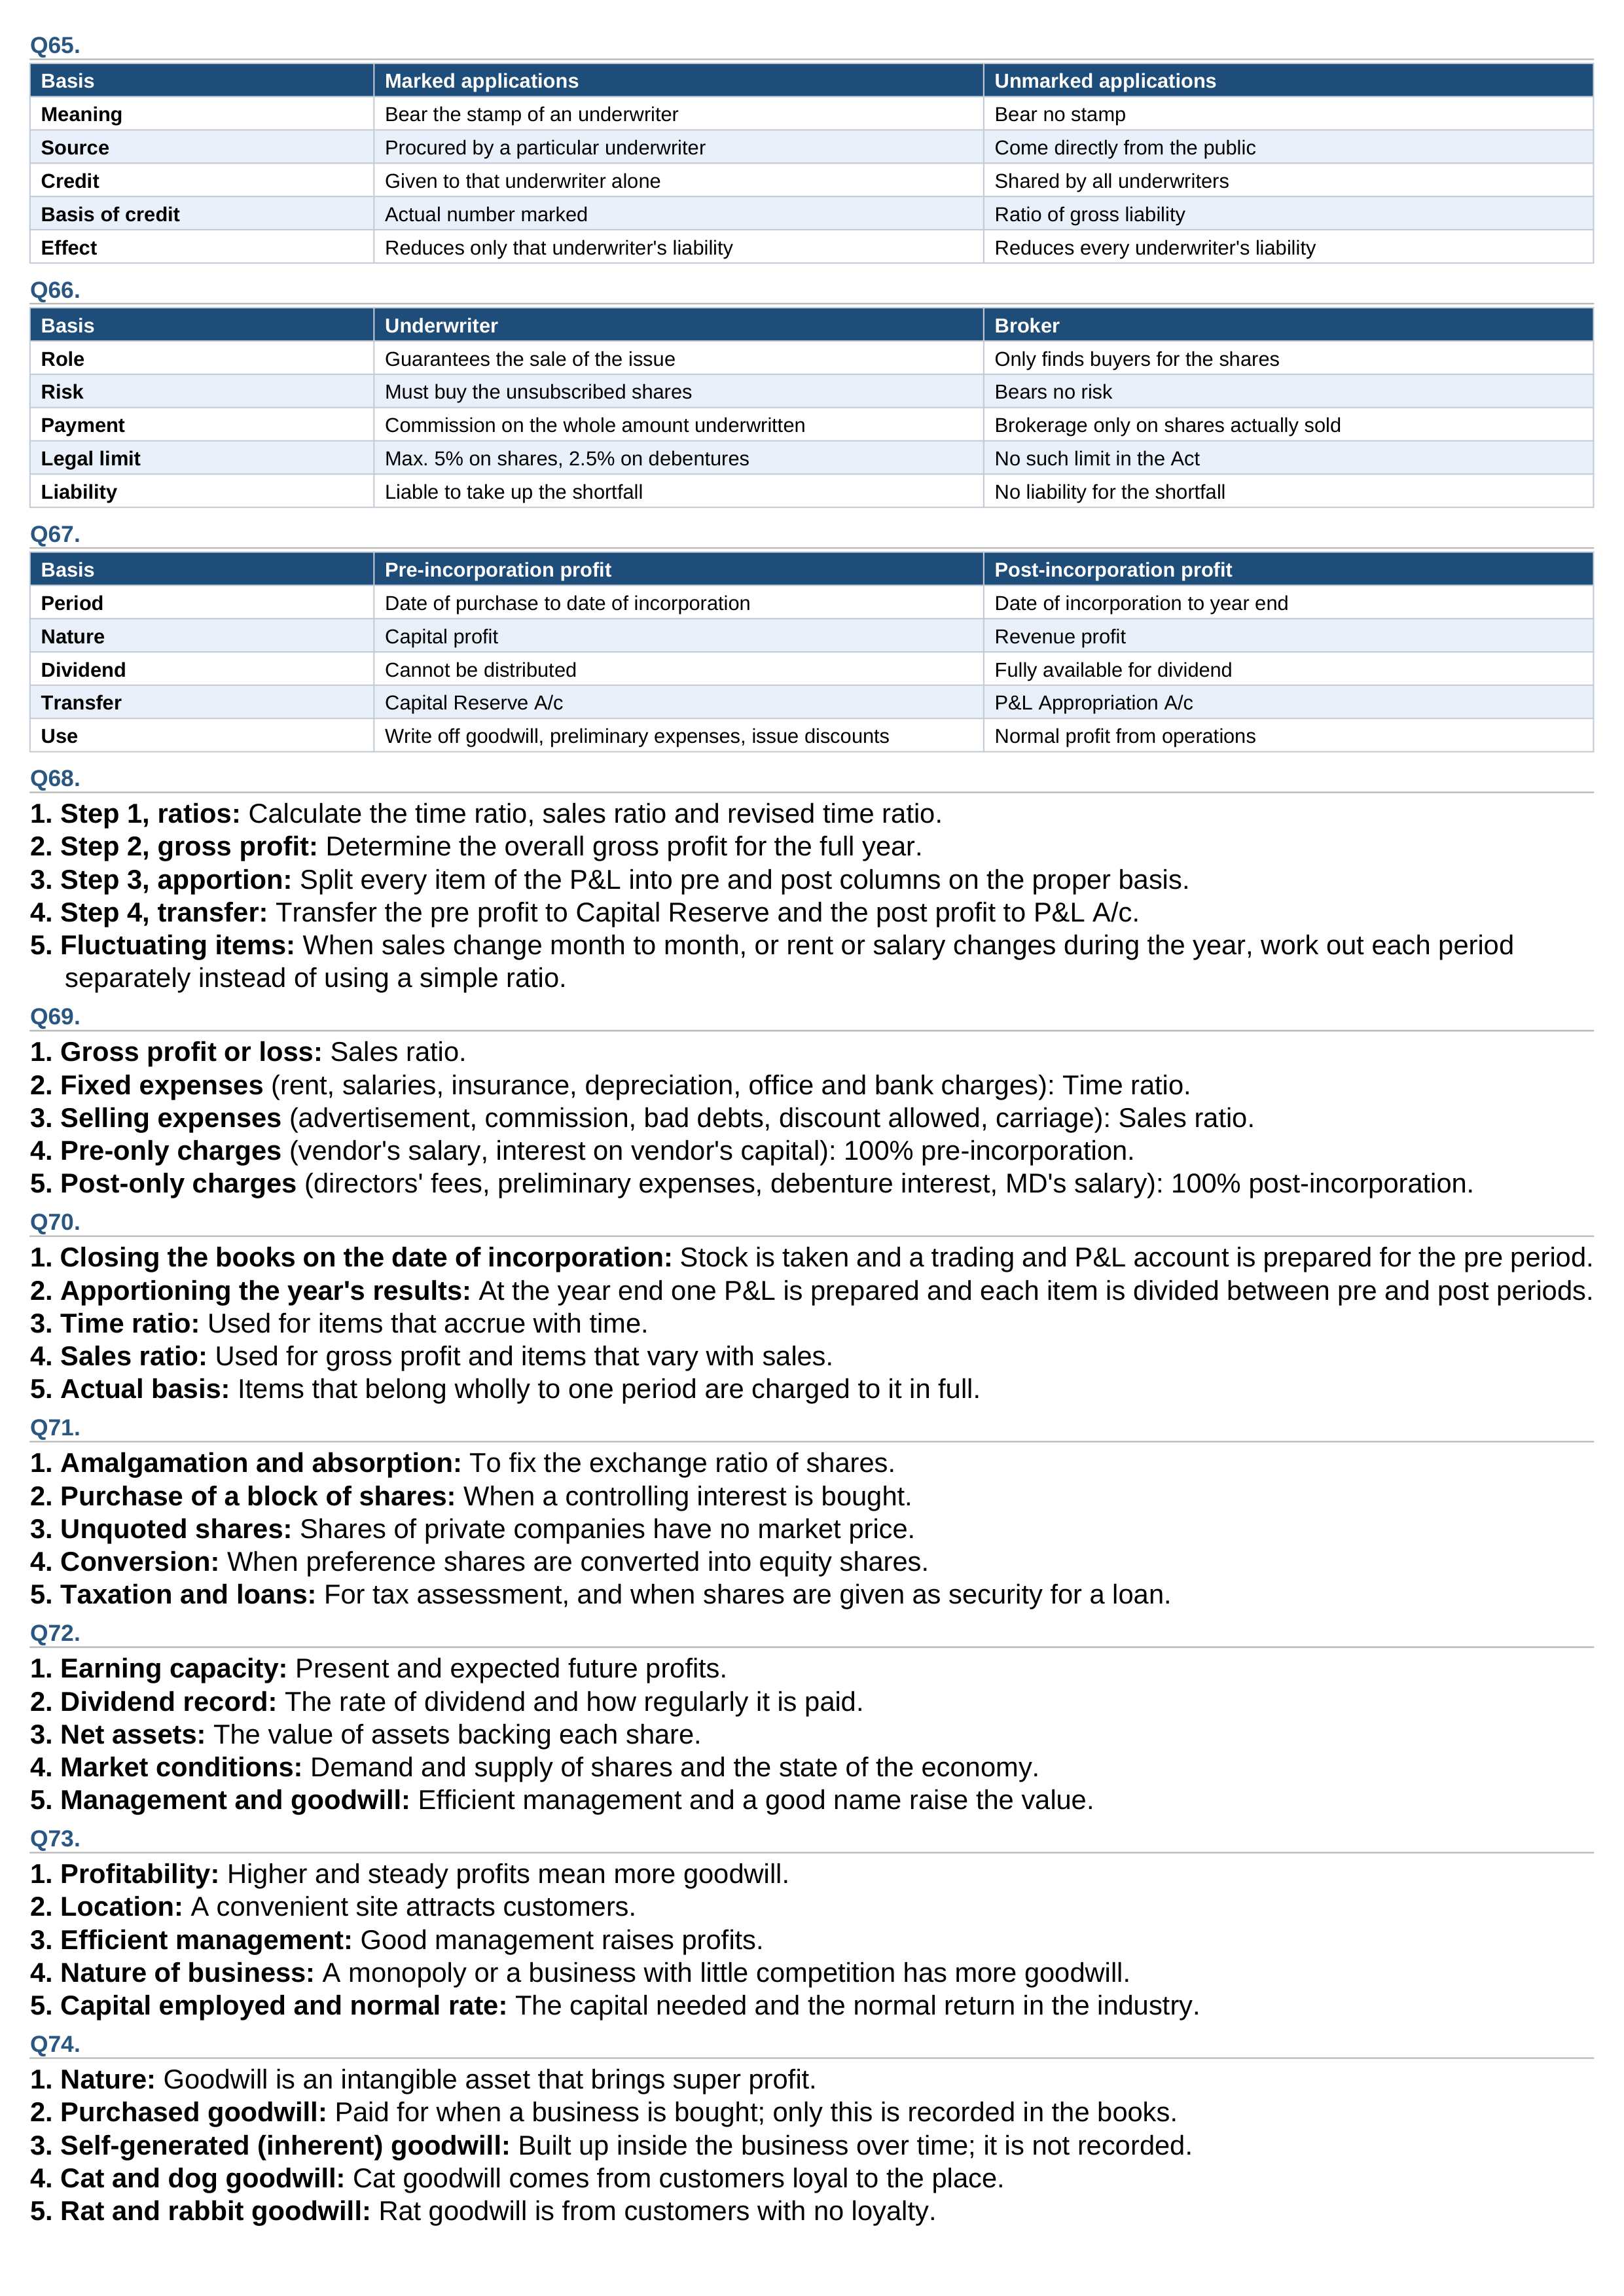 Q65.
Basis Marked applications Unmarked applications
Meaning Bear the stamp of an underwriter Bear no stamp
Source Procured by a particular underwriter Come directly from the public
Credit Given to that underwriter alone Shared by all underwriters
Basis of credit Actual number marked Ratio of gross liability
Effect Reduces only that underwriter's liability Reduces every underwriter's liability
Q66.
Basis Underwriter Broker
Role Guarantees the sale of the issue Only finds buyers for the shares
Risk Must buy the unsubscribed shares Bears no risk
Payment Commission on the whole amount underwritten Brokerage only on shares actually sold
Legal limit Max. 5% on shares, 2.5% on debentures No such limit in the Act
Liability Liable to take up the shortfall No liability for the shortfall
Q67.
Basis Pre-incorporation profit Post-incorporation profit
Period Date of purchase to date of incorporation Date of incorporation to year end
Nature Capital profit Revenue profit
Dividend Cannot be distributed Fully available for dividend
Transfer Capital Reserve A/c P&L Appropriation A/c
Use Write off goodwill, preliminary expenses, issue discounts Normal profit from operations
Q68.
1. Step 1, ratios: Calculate the time ratio, sales ratio and revised time ratio.
2. Step 2, gross profit: Determine the overall gross profit for the full year.
3. Step 3, apportion: Split every item of the P&L into pre and post columns on the proper basis.
4. Step 4, transfer: Transfer the pre profit to Capital Reserve and the post profit to P&L A/c.
5. Fluctuating items: When sales change month to month, or rent or salary changes during the year, work out each period
separately instead of using a simple ratio.
Q69.
1. Gross profit or loss: Sales ratio.
2. Fixed expenses (rent, salaries, insurance, depreciation, office and bank charges): Time ratio.
3. Selling expenses (advertisement, commission, bad debts, discount allowed, carriage): Sales ratio.
4. Pre-only charges (vendor's salary, interest on vendor's capital): 100% pre-incorporation.
5. Post-only charges (directors' fees, preliminary expenses, debenture interest, MD's salary): 100% post-incorporation.
Q70.
1. Closing the books on the date of incorporation: Stock is taken and a trading and P&L account is prepared for the pre period.
2. Apportioning the year's results: At the year end one P&L is prepared and each item is divided between pre and post periods.
3. Time ratio: Used for items that accrue with time.
4. Sales ratio: Used for gross profit and items that vary with sales.
5. Actual basis: Items that belong wholly to one period are charged to it in full.
Q71.
1. Amalgamation and absorption: To fix the exchange ratio of shares.
2. Purchase of a block of shares: When a controlling interest is bought.
3. Unquoted shares: Shares of private companies have no market price.
4. Conversion: When preference shares are converted into equity shares.
5. Taxation and loans: For tax assessment, and when shares are given as security for a loan.
Q72.
1. Earning capacity: Present and expected future profits.
2. Dividend record: The rate of dividend and how regularly it is paid.
3. Net assets: The value of assets backing each share.
4. Market conditions: Demand and supply of shares and the state of the economy.
5. Management and goodwill: Efficient management and a good name raise the value.
Q73.
1. Profitability: Higher and steady profits mean more goodwill.
2. Location: A convenient site attracts customers.
3. Efficient management: Good management raises profits.
4. Nature of business: A monopoly or a business with little competition has more goodwill.
5. Capital employed and normal rate: The capital needed and the normal return in the industry.
Q74.
1. Nature: Goodwill is an intangible asset that brings super profit.
2. Purchased goodwill: Paid for when a business is bought; only this is recorded in the books.
3. Self-generated (inherent) goodwill: Built up inside the business over time; it is not recorded.
4. Cat and dog goodwill: Cat goodwill comes from customers loyal to the place.
5. Rat and rabbit goodwill: Rat goodwill is from customers with no loyalty.